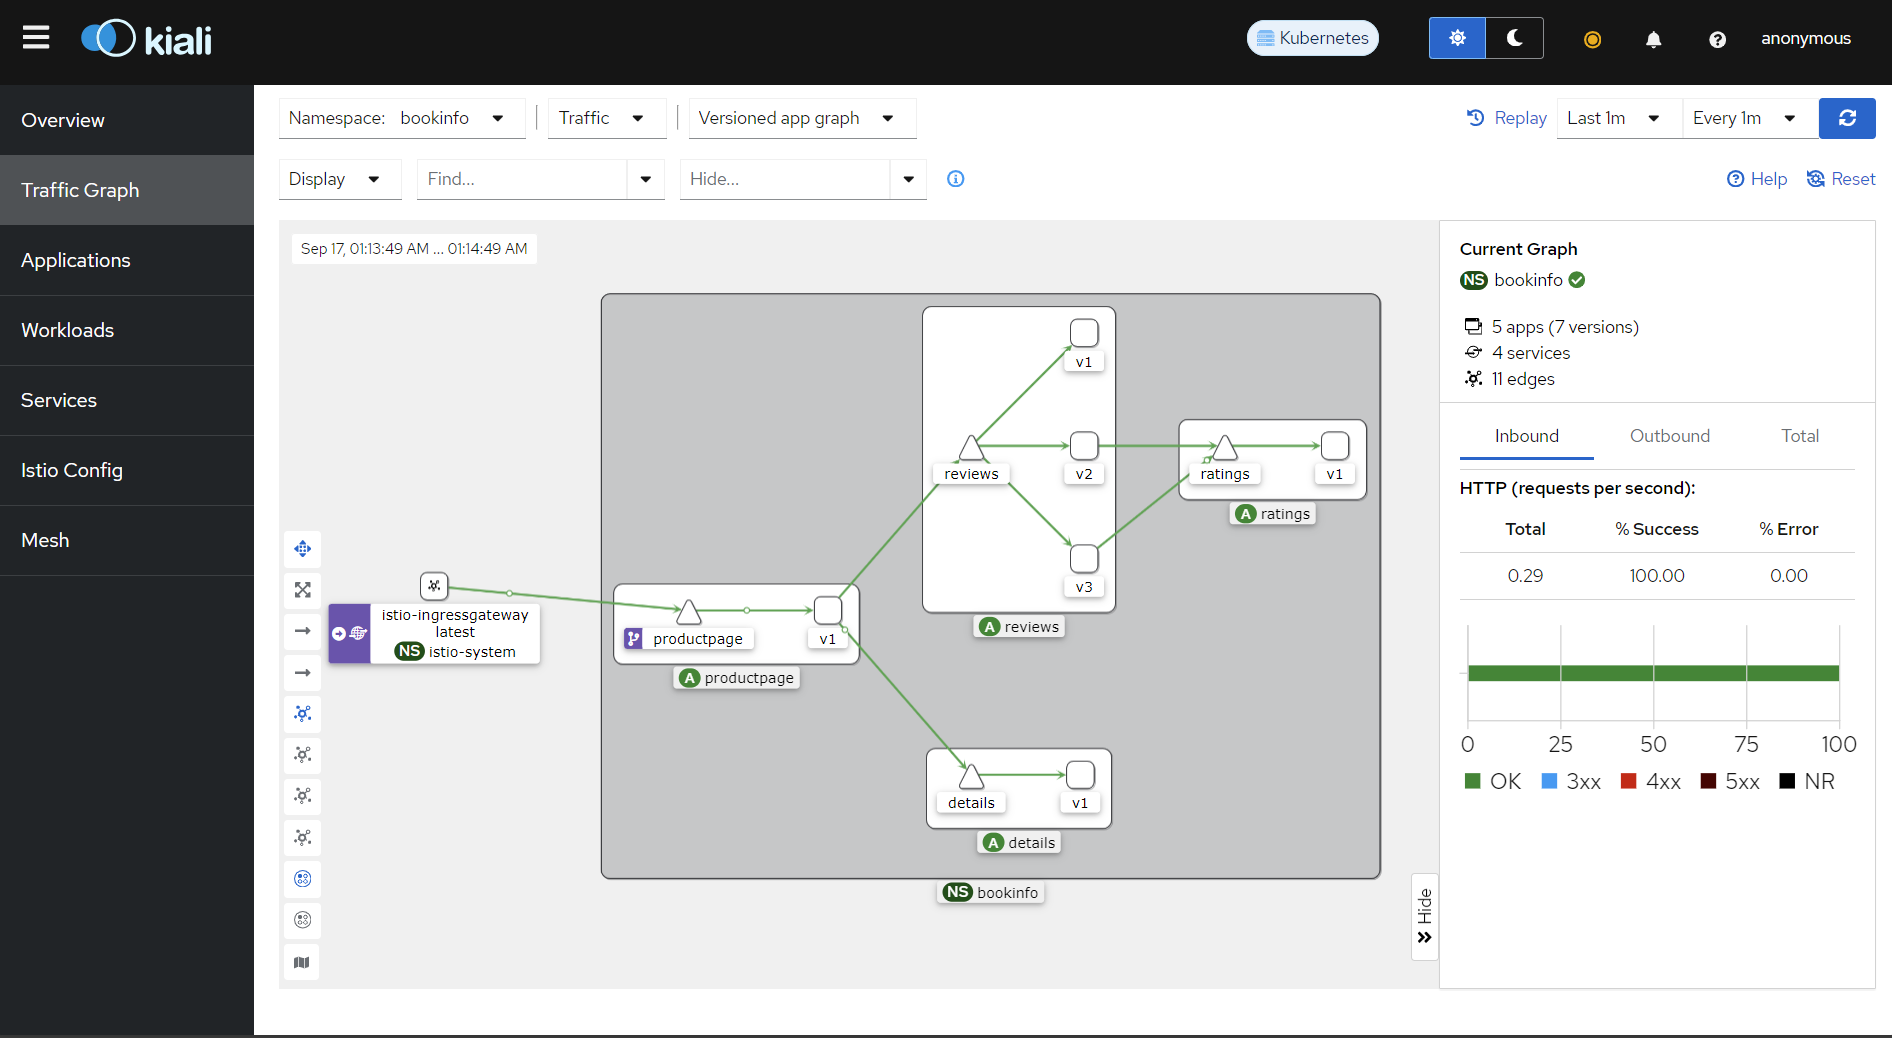 kiali
Kubernetes
anonymous
Overview
Traffic Graph
Applications
Workloads
Services
Istio Config
Mesh
Namespace: bookinfo
Traffic
Versioned app graph
Replay
Last 1m
Every 1m
Display
Find...
Hide...
Help
Reset
Sep 17, 01:13:49 AM ... 01:14:49 AM
v1
reviews
v2
v3
A reviews
ratings
v1
A ratings
istio-ingressgateway
latest
NS istio-system
productpage
v1
A productpage
details
v1
A details
NS bookinfo
Hide
Current Graph
NS bookinfo
5 apps (7 versions)
4 services
11 edges
Inbound Outbound Total
HTTP (requests per second):
Total % Success % Error
0.29 100.00 0.00
0 25 50 75 100
OK 3xx 4xx 5xx NR